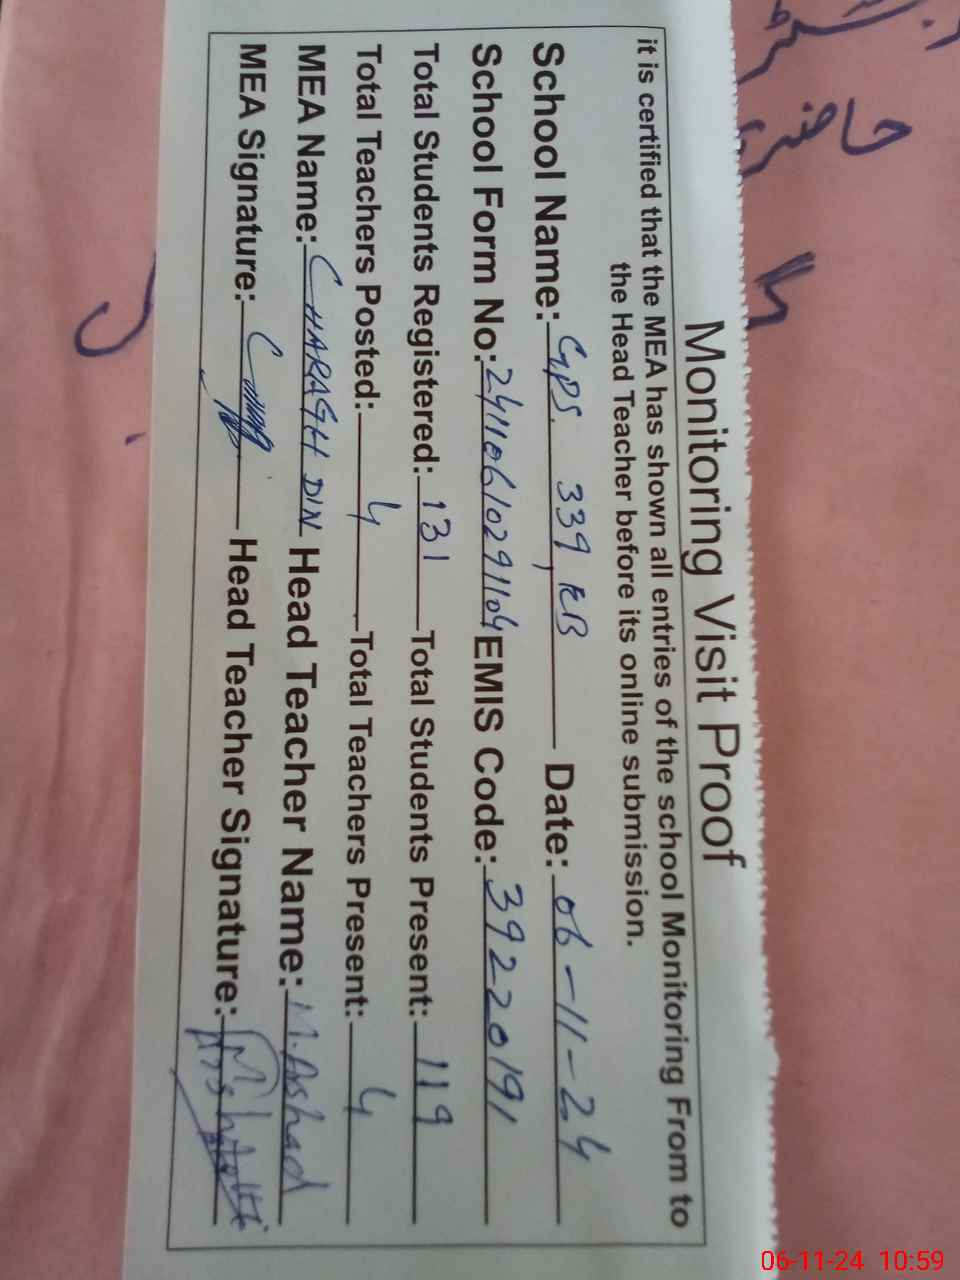 Monitoring Visit Proof
it is certified that the MEA has shown all entries of the school Monitoring From to
the Head Teacher before its online submission.
School Name: GPS. 339, EB Date: 06-11-24
School Form No: 24110610291104 EMIS Code: 39220191
Total Students Registered: 131 Total Students Present: 119
Total Teachers Posted: 4 Total Teachers Present: 4
MEA Name: CHARAGH DIN Head Teacher Name: M. Arshad
MEA Signature: Head Teacher Signature:
06-11-24 10:59